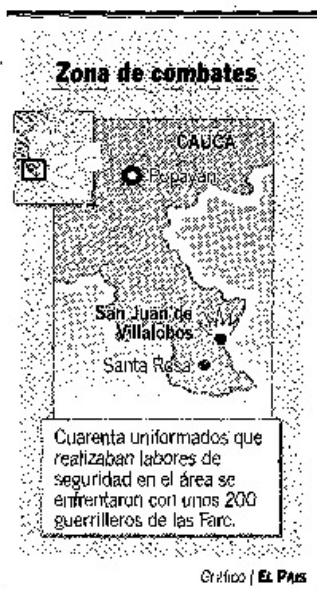 Zona de combates
CAUCA
Popayán
San Juan de
Villalobos
Santa Rosa
Cuarenta uniformados que
realizaban labores de
seguridad en el área se
enfrentaron con unos 200
guerrilleros de las Farc.
Gráfico | EL PAIS